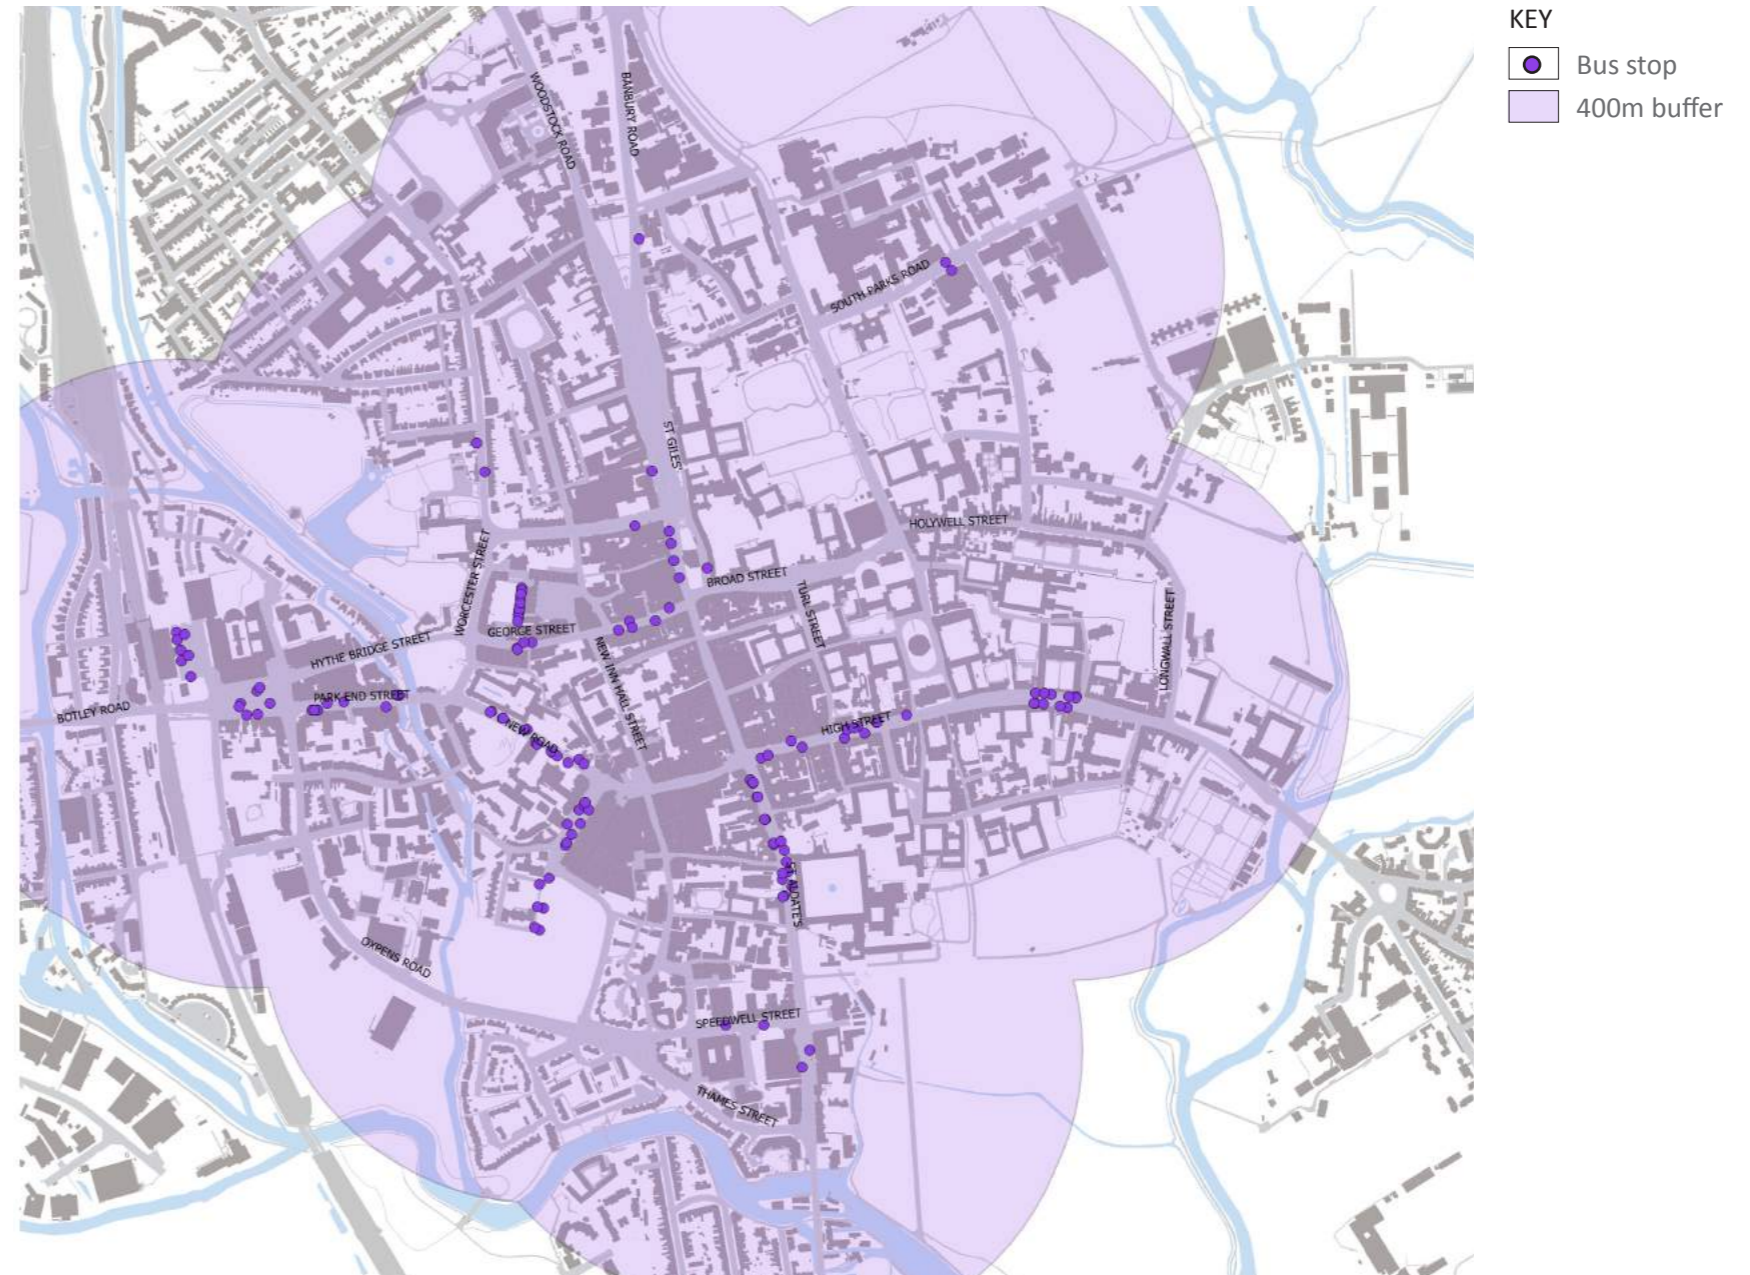 KEY
Bus stop
400m buffer
WOODSTOCK ROAD
BANBURY ROAD
SOUTH PARKS ROAD
ST GILES'
HOLYWELL STREET
WORCESTER STREET
BROAD STREET
TURL STREET
LONGWALL STREET
GEORGE STREET
HYTHE BRIDGE STREET
NEW INN HALL STREET
PARK END STREET
BOTLEY ROAD
HIGH STREET
NEW ROAD
ST ALDATE'S
OXPENS ROAD
SPEEDWELL STREET
THAMES STREET